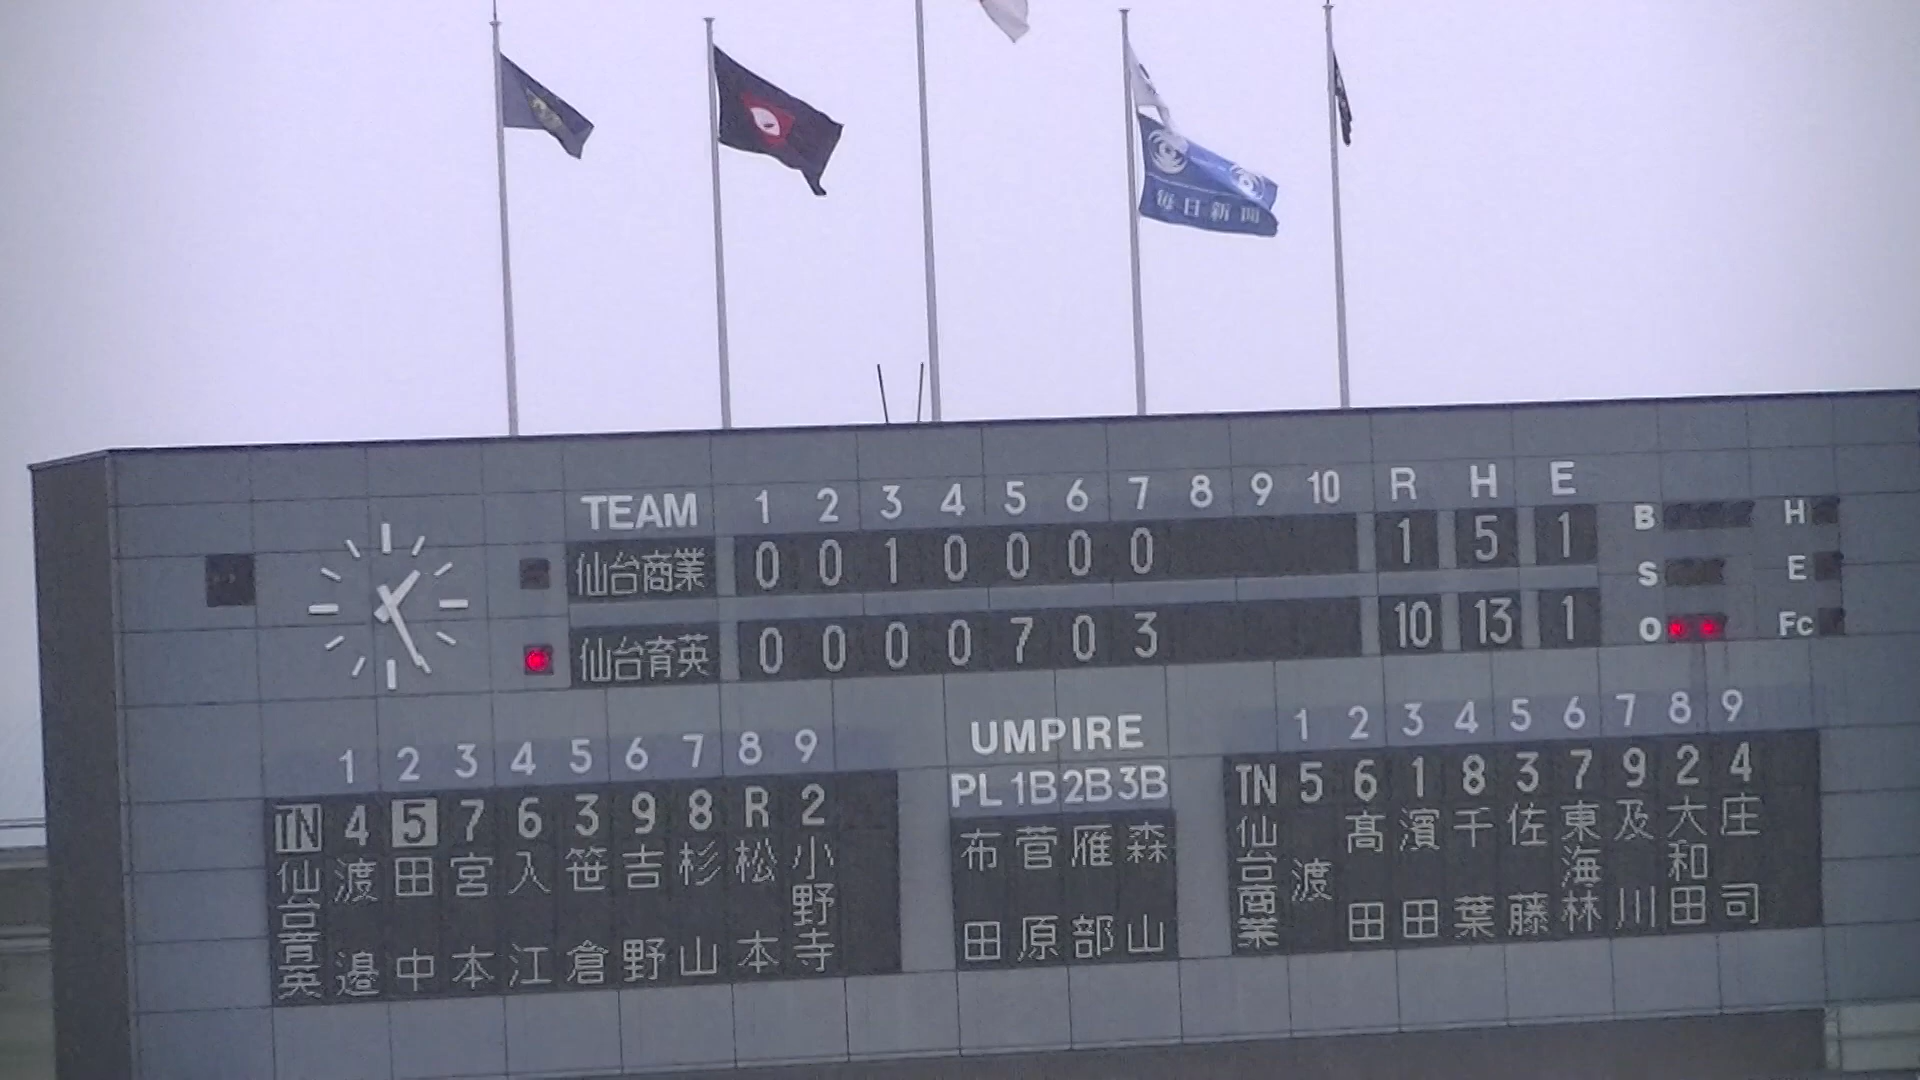 TEAM 1 2 3 4 5 6 7 8 9 10 R H E
仙台商業 0 0 1 0 0 0 0 1 5 1
仙台育英 0 0 0 0 7 0 3 10 13 1
B H
S E
O Fc
1 2 3 4 5 6 7 8 9
IN 4 5 7 6 3 9 8 R 2
仙台育英
渡邉
田中
宮本
入江
笹倉
吉野
杉山
松本
小野寺
UMPIRE
PL 1B 2B 3B
布田
菅原
雁部
森山
1 2 3 4 5 6 7 8 9
IN 5 6 1 8 3 7 9 2 4
仙台商業
渡
髙田
濱田
千葉
佐藤
東海林
及川
大和田
庄司